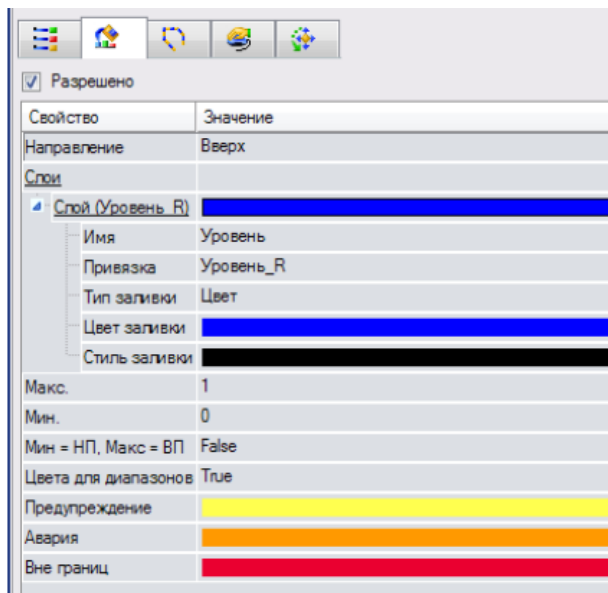 Разрешено
Свойство Значение
Направление Вверх
Слои
Слой (Уровень_R)
Имя Уровень
Привязка Уровень_R
Тип заливки Цвет
Цвет заливки
Стиль заливки
Макс. 1
Мин. 0
Мин = НП, Макс = ВП False
Цвета для диапазонов True
Предупреждение
Авария
Вне границ